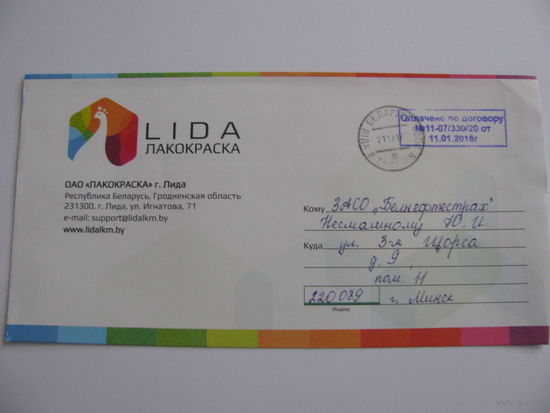 LIDA
ЛАКОКРАСКА
ОАО «ЛАКОКРАСКА» г. Лида
Республика Беларусь, Гродненская область
231300, г. Лида, ул. Игнатова, 71
e-mail: support@lidalkm.by
www.lidalkm.by
Оплачено по договору
№11-07/330/20 от
11.01.2016г
Кому ЗАСО „Белнефтестрах"
Несмашному Ю.И
Куда ул. 3-я Щорса
д. 9,
пом. 11
220089 г. Минск
Индекс